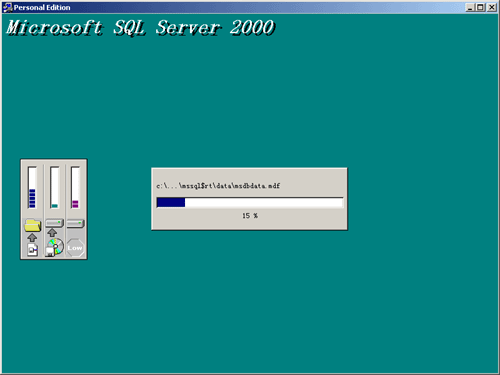 Personal Edition
Microsoft SQL Server 2000
c:\...\mssql$rt\data\msdbdata.mdf
15 %
Low